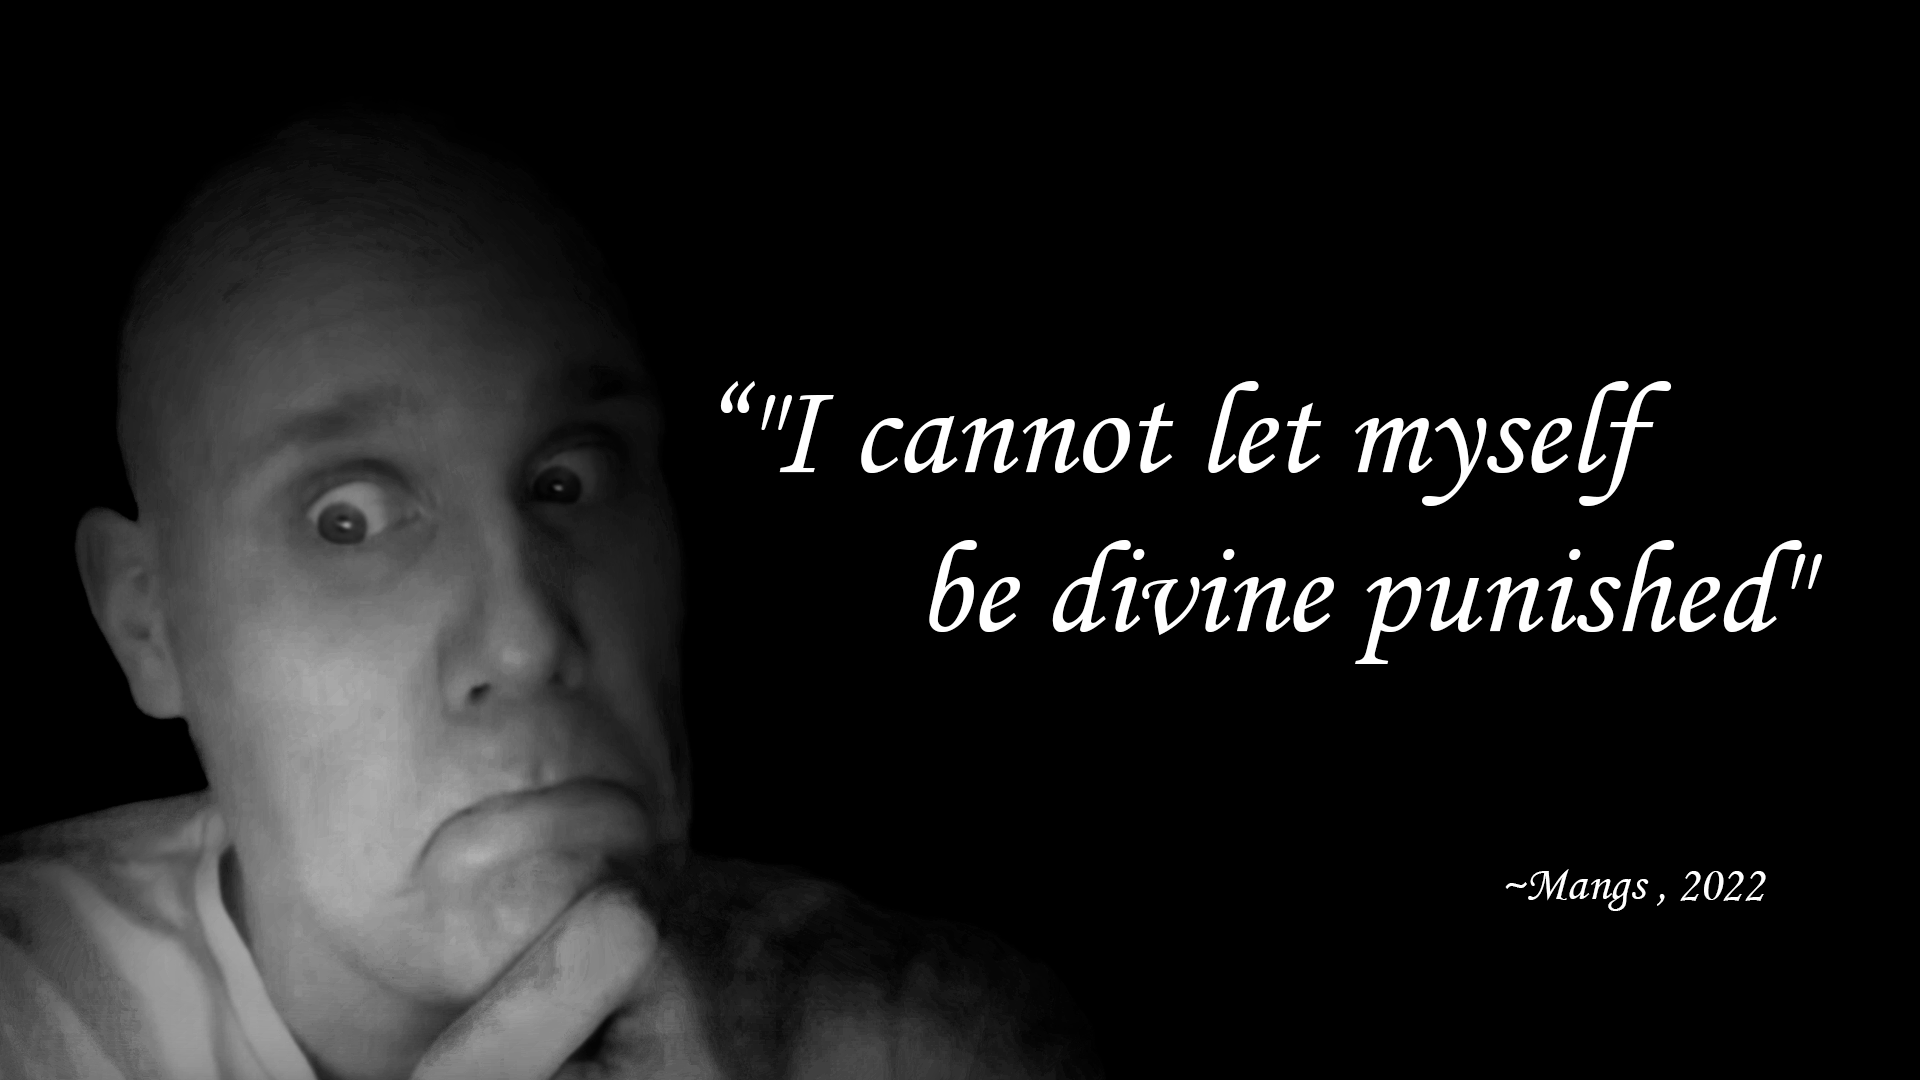 “"I cannot let myself
be divine punished"
~Mangs , 2022